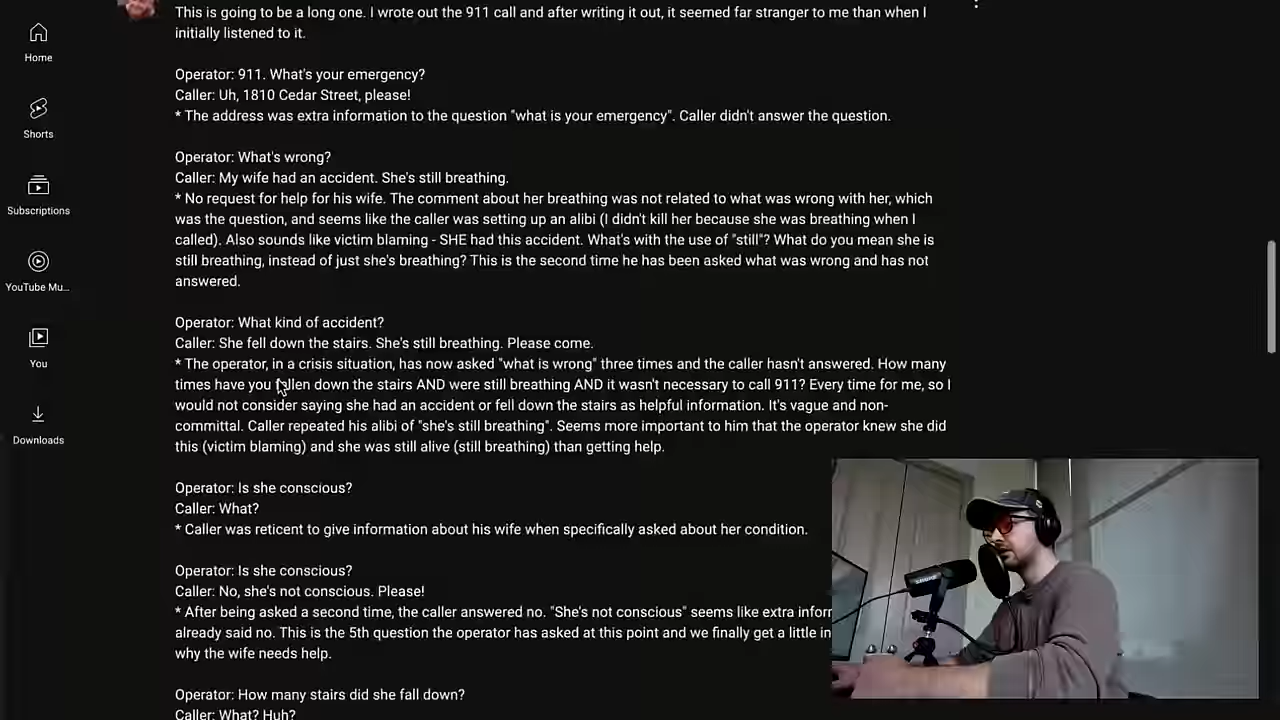 This is going to be a long one. I wrote out the 911 call and after writing it out, it seemed far stranger to me than when I
initially listened to it.
Home
Operator: 911. What's your emergency?
Caller: Uh, 1810 Cedar Street, please!
* The address was extra information to the question "what is your emergency". Caller didn't answer the question.
Shorts
Operator: What's wrong?
Caller: My wife had an accident. She's still breathing.
* No request for help for his wife. The comment about her breathing was not related to what was wrong with her, which
Subscriptions
was the question, and seems like the caller was setting up an alibi (I didn't kill her because she was breathing when I
called). Also sounds like victim blaming - SHE had this accident. What's with the use of "still"? What do you mean she is
still breathing, instead of just she's breathing? This is the second time he has been asked what was wrong and has not
answered.
YouTube Mu...
Operator: What kind of accident?
Caller: She fell down the stairs. She's still breathing. Please come.
* The operator, in a crisis situation, has now asked "what is wrong" three times and the caller hasn't answered. How many
You
times have you fallen down the stairs AND were still breathing AND it wasn't necessary to call 911? Every time for me, so I
would not consider saying she had an accident or fell down the stairs as helpful information. It's vague and non-
committal. Caller repeated his alibi of "she's still breathing". Seems more important to him that the operator knew she did
this (victim blaming) and she was still alive (still breathing) than getting help.
Downloads
Operator: Is she conscious?
Caller: What?
* Caller was reticent to give information about his wife when specifically asked about her condition.
Operator: Is she conscious?
Caller: No, she's not conscious. Please!
* After being asked a second time, the caller answered no. "She's not conscious" seems like extra
already said no. This is the 5th question the operator has asked at this point and we finally get a little
why the wife needs help.
Operator: How many stairs did she fall down?
Caller: What? Huh?
SHURE